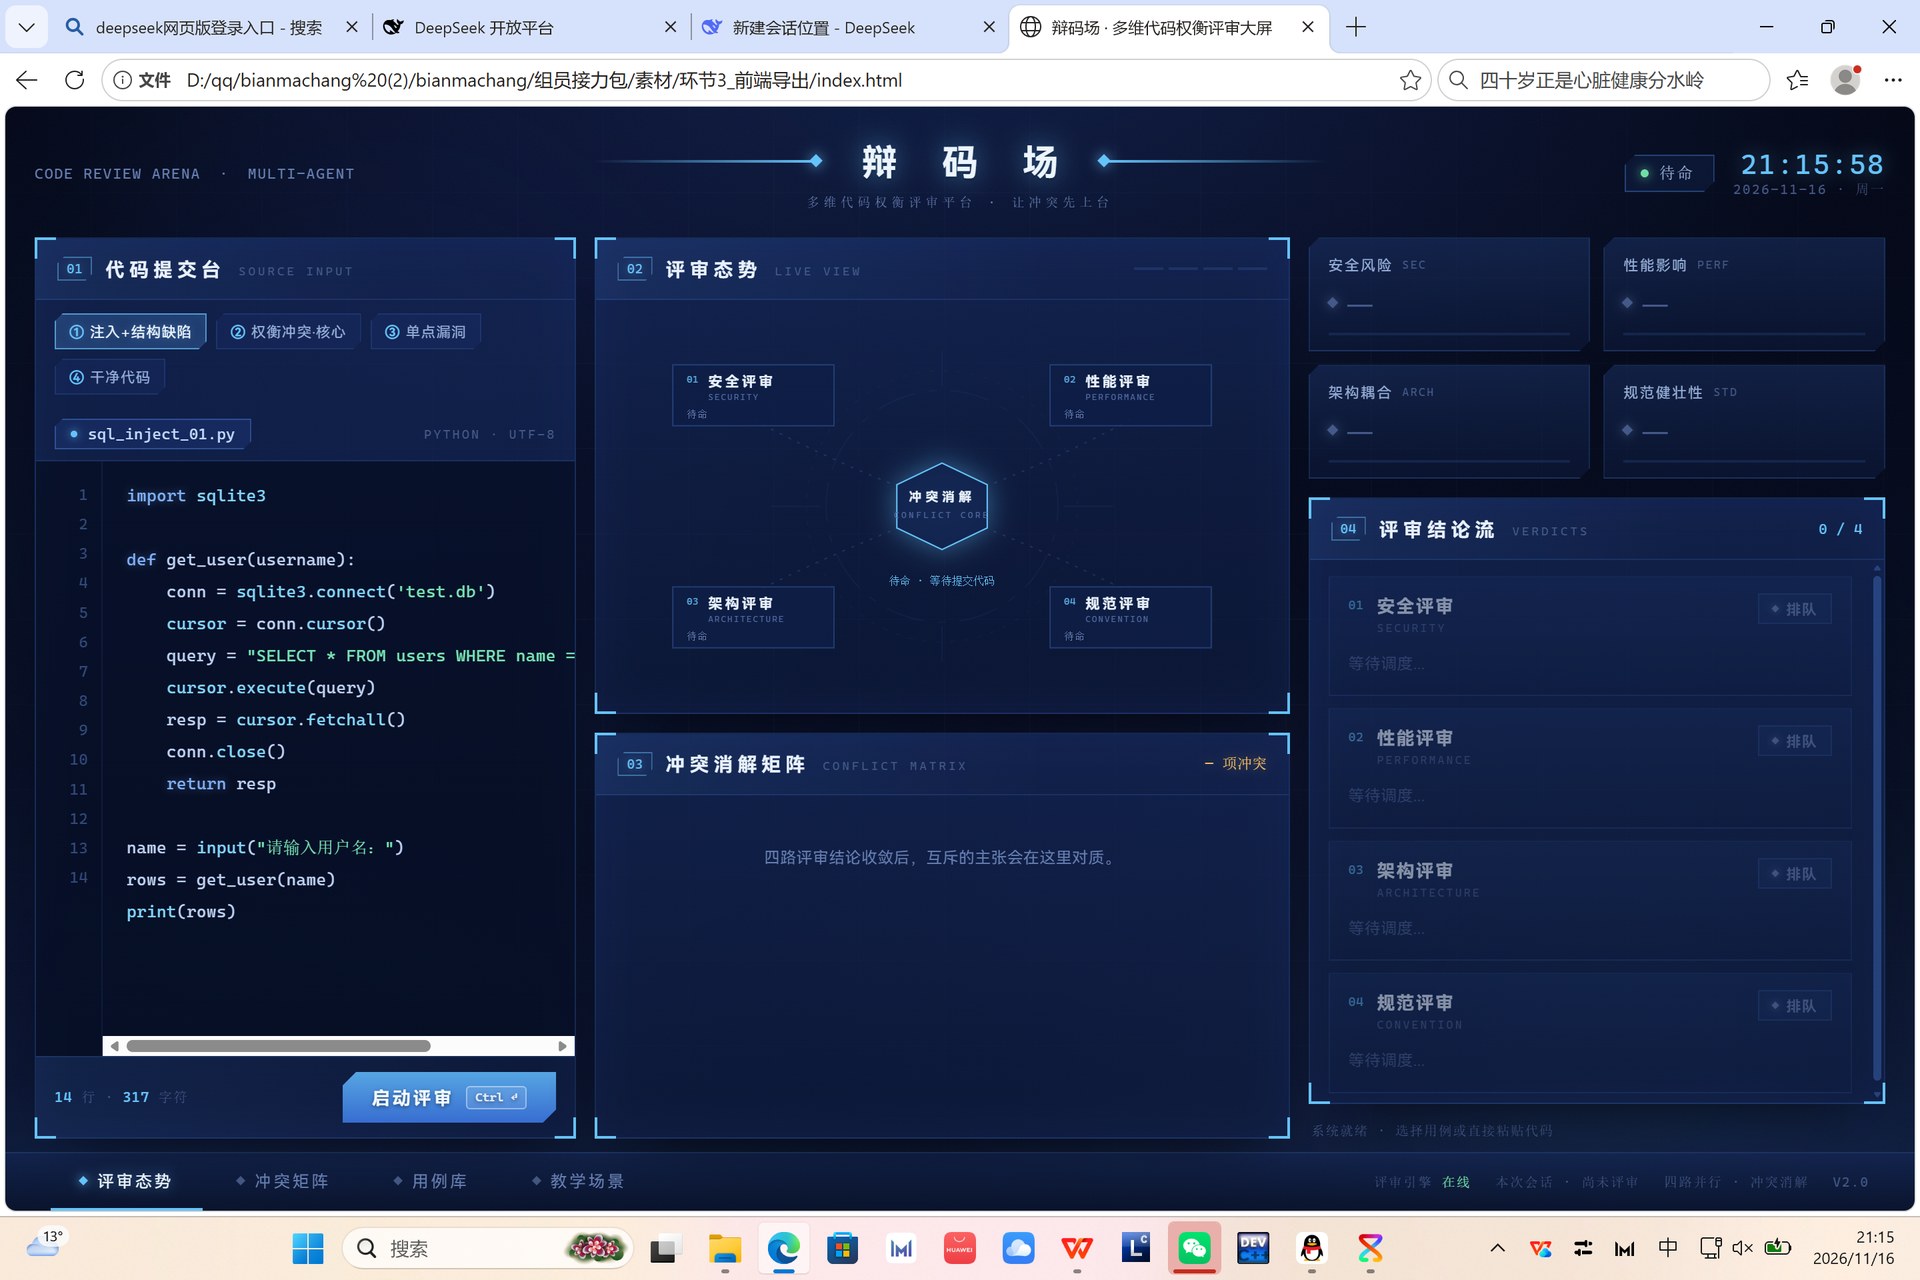 deepseek网页版登录入口 - 搜索
DeepSeek 开放平台
新建会话位置 - DeepSeek
辩码场 · 多维代码权衡评审大屏
文件 D:/qq/bianmachang%20(2)/bianmachang/组员接力包/素材/环节3_前端导出/index.html
四十岁正是心脏健康分水岭
CODE REVIEW ARENA · MULTI-AGENT
辩 码 场
多维代码权衡评审平台 · 让冲突先上台
待命
21:15:58
2026-11-16 · 周一
01 代码提交台 SOURCE INPUT
① 注入+结构缺陷
② 权衡冲突·核心
③ 单点漏洞
④ 干净代码
sql_inject_01.py
PYTHON · UTF-8
1 import sqlite3
2
3 def get_user(username):
4 conn = sqlite3.connect('test.db')
5 cursor = conn.cursor()
6 query = "SELECT * FROM users WHERE name =
7 cursor.execute(query)
8 resp = cursor.fetchall()
9 conn.close()
10 return resp
11
12 name = input("请输入用户名: ")
13 rows = get_user(name)
14 print(rows)
14 行 · 317 字符
启动评审 Ctrl ⏎
02 评审态势 LIVE VIEW
01 安全评审
SECURITY
待命
02 性能评审
PERFORMANCE
待命
冲突消解
CONFLICT CORE
待命 · 等待提交代码
03 架构评审
ARCHITECTURE
待命
04 规范评审
CONVENTION
待命
03 冲突消解矩阵 CONFLICT MATRIX
— 项冲突
四路评审结论收敛后，互斥的主张会在这里对质。
安全风险 SEC
—
性能影响 PERF
—
架构耦合 ARCH
—
规范健壮性 STD
—
04 评审结论流 VERDICTS
0 / 4
01 安全评审
SECURITY
排队
等待调度…
02 性能评审
PERFORMANCE
排队
等待调度…
03 架构评审
ARCHITECTURE
排队
等待调度…
04 规范评审
CONVENTION
排队
等待调度…
系统就绪 · 选择用例或直接粘贴代码
评审态势
冲突矩阵
用例库
教学场景
评审引擎 在线
本次会话 · 尚未评审
四路并行 · 冲突消解
V2.0
13°
搜索
HUAWEI
DEV
中
21:15
2026/11/16